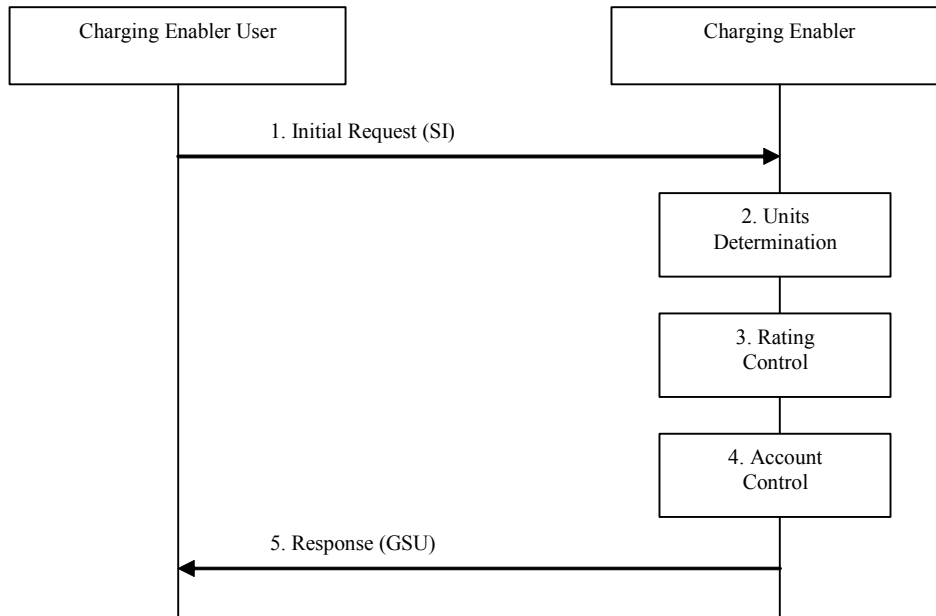 Charging Enabler User
Charging Enabler
1. Initial Request (SI)
2. Units
Determination
3. Rating
Control
4. Account
Control
5. Response (GSU)